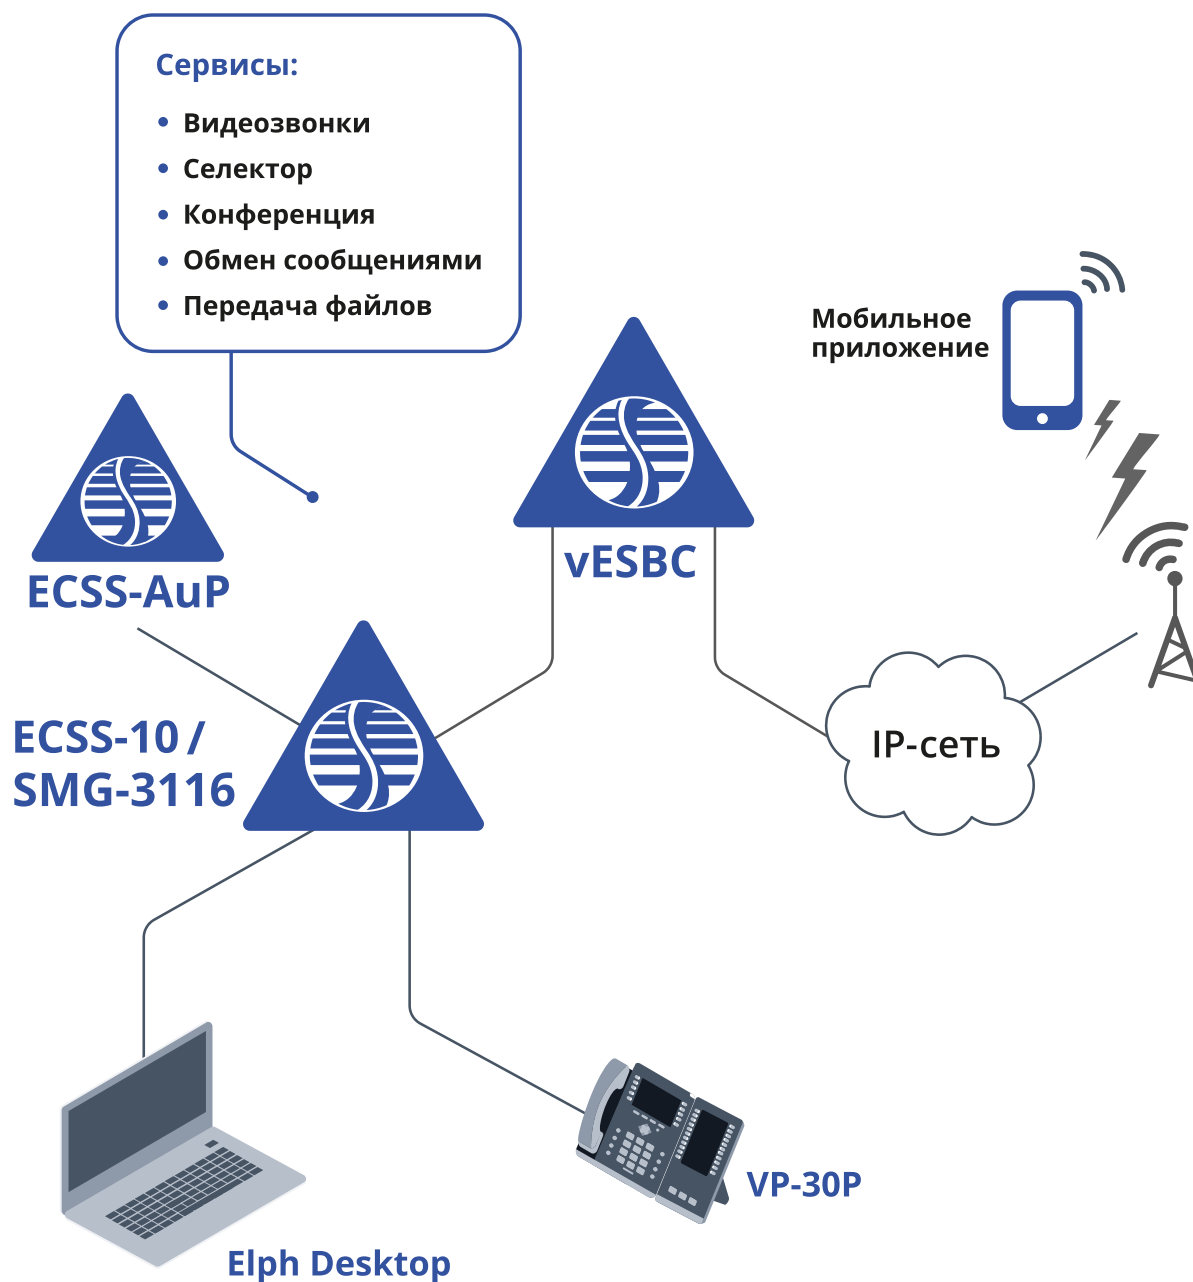 Сервисы:
• Видеозвонки
• Селектор
• Конференция
• Обмен сообщениями
• Передача файлов
Мобильное
приложение
vESBC
ECSS-AuP
ECSS-10 /
SMG-3116
IP-сеть
VP-30P
Elph Desktop